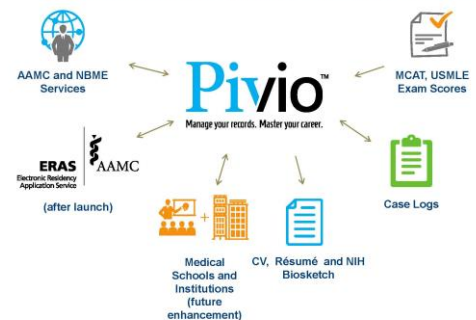 AAMC and NBME
Services
Pivio™
Manage your records. Master your career.
MCAT, USMLE
Exam Scores
ERAS
Electronic Residency
Application Service
AAMC
(after launch)
Case Logs
Medical
Schools and
Institutions
(future
enhancement)
CV, Résumé and NIH
Biosketch